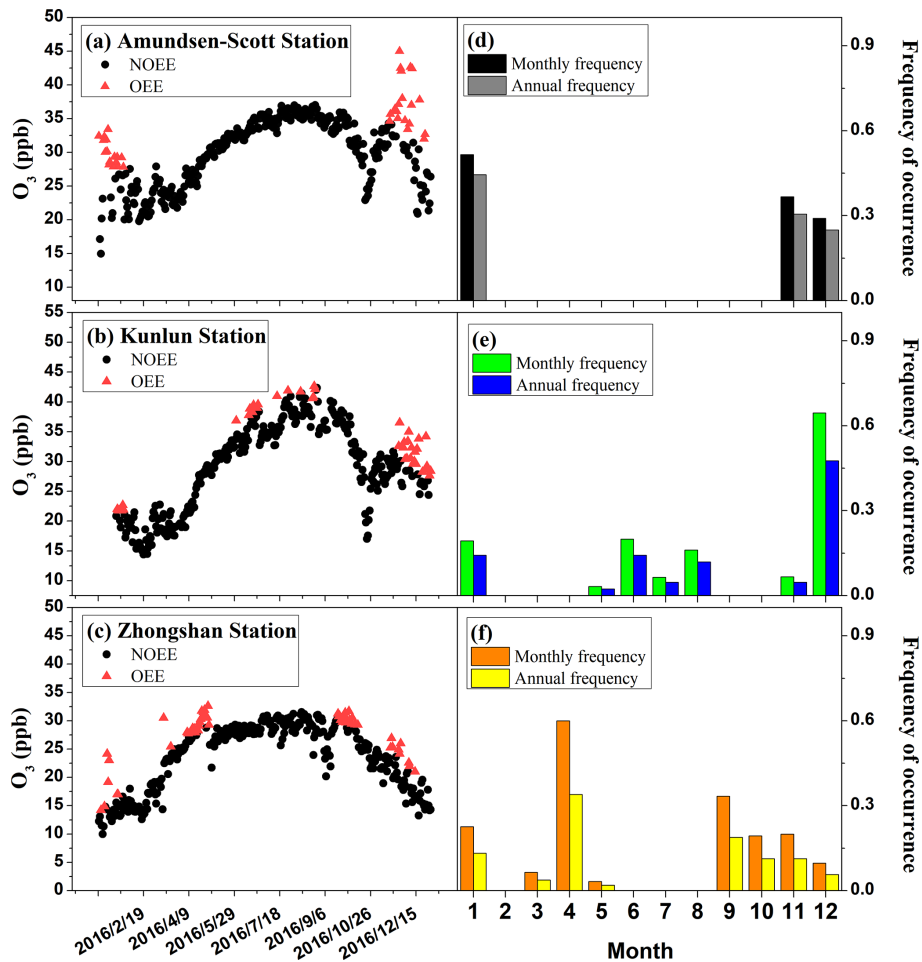 (a) Amundsen-Scott Station
NOEE
OEE
O3 (ppb)
50
45
40
35
30
25
20
15
10
(d)
Monthly frequency
Annual frequency
Frequency of occurrence
0.9
0.6
0.3
0.0
(b) Kunlun Station
NOEE
OEE
O3 (ppb)
55
50
45
40
35
30
25
20
15
10
(e)
Monthly frequency
Annual frequency
Frequency of occurrence
0.9
0.6
0.3
0.0
(c) Zhongshan Station
NOEE
OEE
O3 (ppb)
50
45
40
35
30
25
20
15
10
5
0
2016/2/19
2016/4/9
2016/5/29
2016/7/18
2016/9/6
2016/10/26
2016/12/15
(f)
Monthly frequency
Annual frequency
Frequency of occurrence
0.9
0.6
0.3
0.0
1 2 3 4 5 6 7 8 9 10 11 12
Month